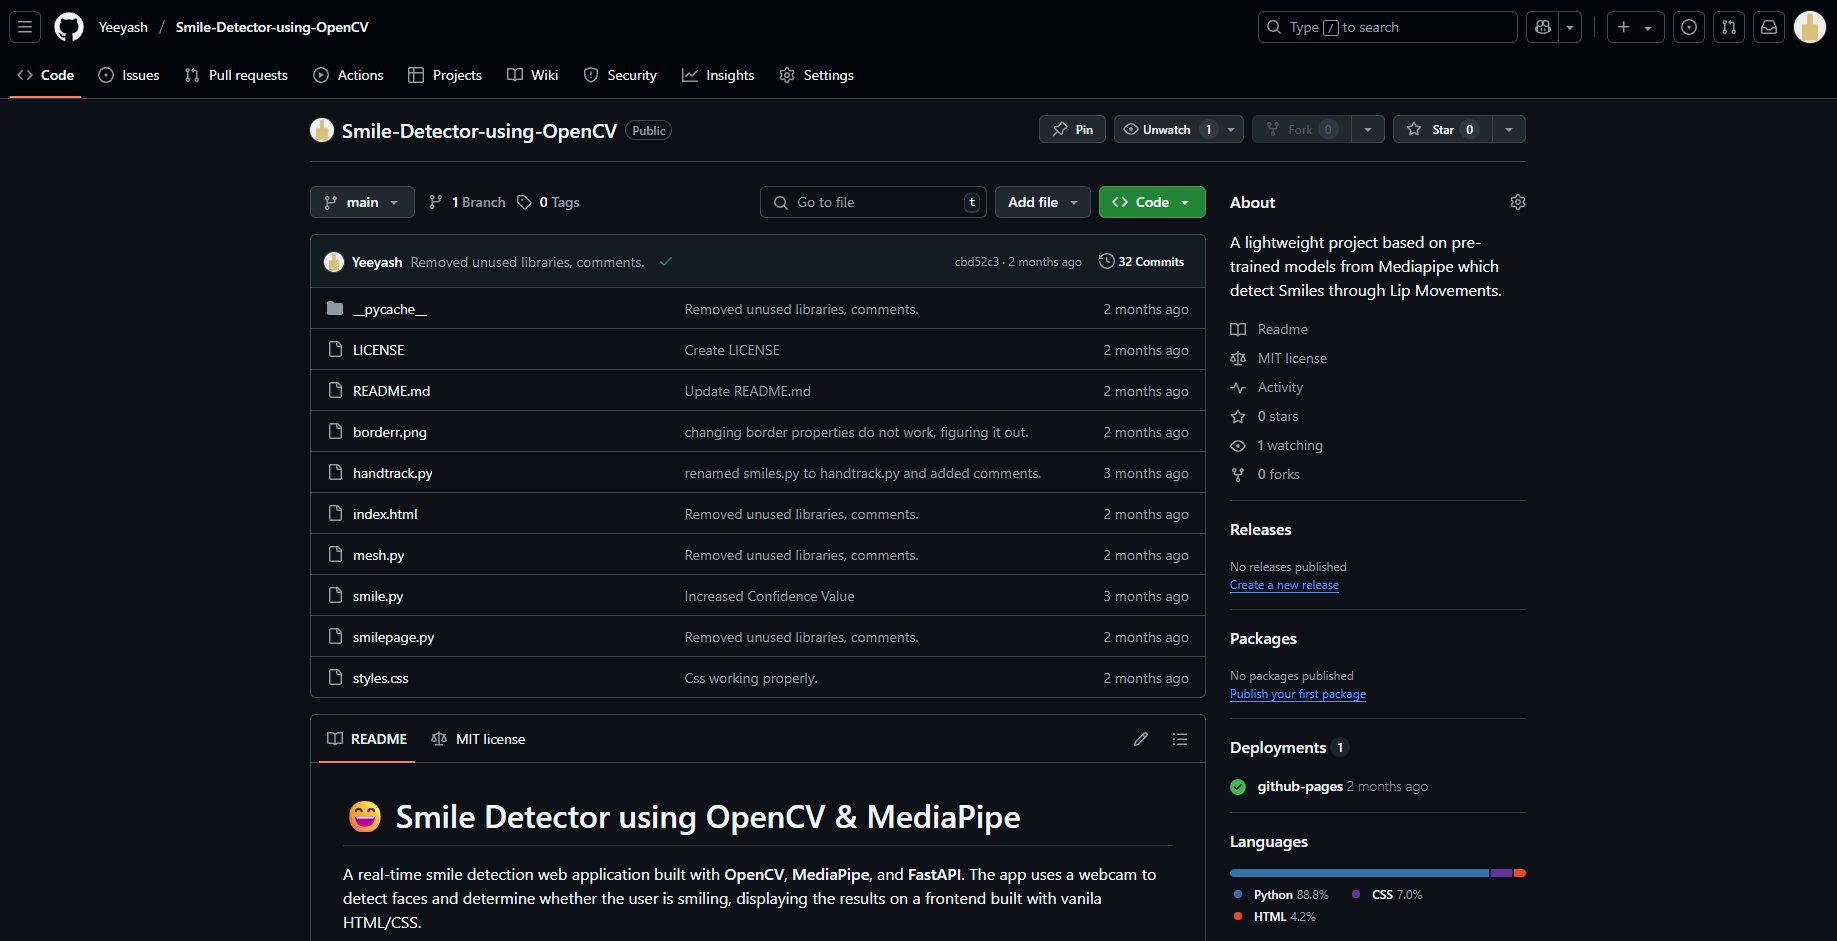 Yeeyash / Smile-Detector-using-OpenCV
Type / to search
Code Issues Pull requests Actions Projects Wiki Security Insights Settings
Smile-Detector-using-OpenCV Public
Pin Unwatch 1 Fork 0 Star 0
main 1 Branch 0 Tags Go to file t Add file Code
Yeeyash Removed unused libraries, comments. cbd52c3 · 2 months ago 32 Commits
__pycache__ Removed unused libraries, comments. 2 months ago
LICENSE Create LICENSE 2 months ago
README.md Update README.md 2 months ago
borderr.png changing border properties do not work, figuring it out. 2 months ago
handtrack.py renamed smiles.py to handtrack.py and added comments. 3 months ago
index.html Removed unused libraries, comments. 2 months ago
mesh.py Removed unused libraries, comments. 2 months ago
smile.py Increased Confidence Value 3 months ago
smilepage.py Removed unused libraries, comments. 2 months ago
styles.css Css working properly. 2 months ago
README MIT license
😄 Smile Detector using OpenCV & MediaPipe
A real-time smile detection web application built with OpenCV, MediaPipe, and FastAPI. The app uses a webcam to
detect faces and determine whether the user is smiling, displaying the results on a frontend built with vanila
HTML/CSS.
About
A lightweight project based on pre-
trained models from Mediapipe which
detect Smiles through Lip Movements.
Readme
MIT license
Activity
0 stars
1 watching
0 forks
Releases
No releases published
Create a new release
Packages
No packages published
Publish your first package
Deployments 1
github-pages 2 months ago
Languages
Python 88.8% CSS 7.0%
HTML 4.2%